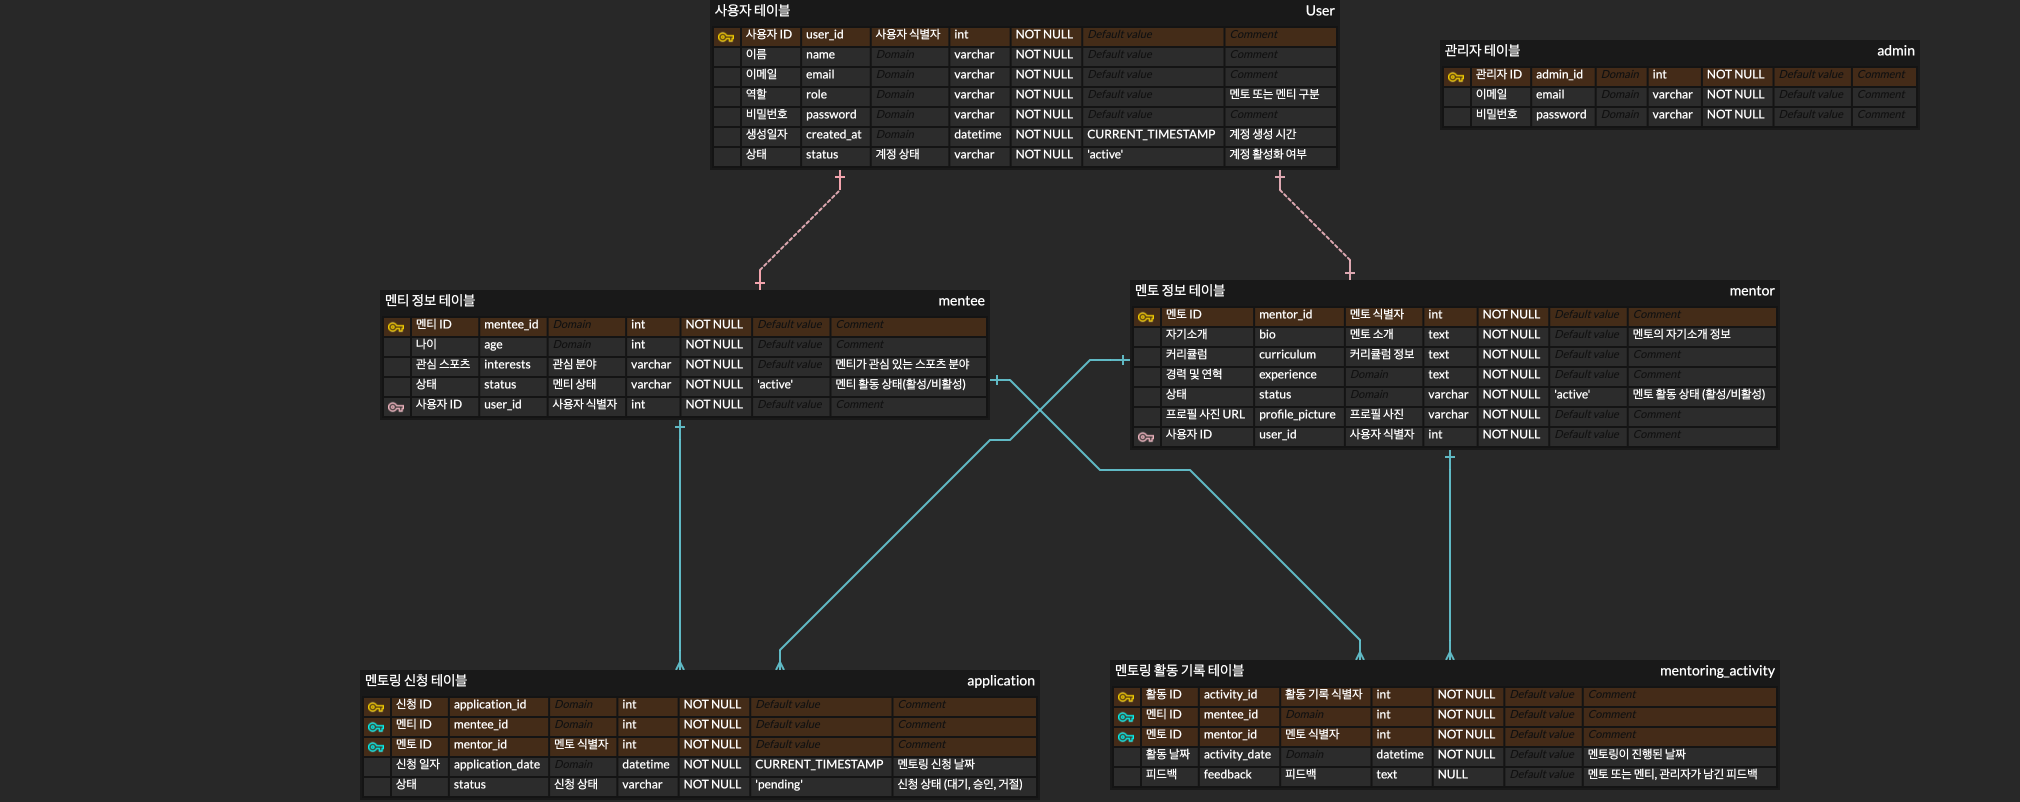 사용자 테이블 User
사용자 ID user_id 사용자 식별자 int NOT NULL Default value Comment
이름 name Domain varchar NOT NULL Default value Comment
이메일 email Domain varchar NOT NULL Default value Comment
역할 role Domain varchar NOT NULL Default value 멘토 또는 멘티 구분
비밀번호 password Domain varchar NOT NULL Default value Comment
생성일자 created_at Domain datetime NOT NULL CURRENT_TIMESTAMP 계정 생성 시간
상태 status 계정 상태 varchar NOT NULL 'active' 계정 활성화 여부
관리자 테이블 admin
관리자 ID admin_id Domain int NOT NULL Default value Comment
이메일 email Domain varchar NOT NULL Default value Comment
비밀번호 password Domain varchar NOT NULL Default value Comment
멘티 정보 테이블 mentee
멘티 ID mentee_id Domain int NOT NULL Default value Comment
나이 age Domain int NOT NULL Default value Comment
관심 스포츠 interests 관심 분야 varchar NOT NULL Default value 멘티가 관심 있는 스포츠 분야
상태 status 멘티 상태 varchar NOT NULL 'active' 멘티 활동 상태(활성/비활성)
사용자 ID user_id 사용자 식별자 int NOT NULL Default value Comment
멘토 정보 테이블 mentor
멘토 ID mentor_id 멘토 식별자 int NOT NULL Default value Comment
자기소개 bio 멘토 소개 text NOT NULL Default value 멘토의 자기소개 정보
커리큘럼 curriculum 커리큘럼 정보 text NOT NULL Default value Comment
경력 및 연혁 experience Domain text NOT NULL Default value Comment
상태 status Domain varchar NOT NULL 'active' 멘토 활동 상태 (활성/비활성)
프로필 사진 URL profile_picture 프로필 사진 varchar NOT NULL Default value Comment
사용자 ID user_id 사용자 식별자 int NOT NULL Default value Comment
멘토링 신청 테이블 application
신청 ID application_id Domain int NOT NULL Default value Comment
멘티 ID mentee_id Domain int NOT NULL Default value Comment
멘토 ID mentor_id 멘토 식별자 int NOT NULL Default value Comment
신청 일자 application_date Domain datetime NOT NULL CURRENT_TIMESTAMP 멘토링 신청 날짜
상태 status 신청 상태 varchar NOT NULL 'pending' 신청 상태 (대기, 승인, 거절)
멘토링 활동 기록 테이블 mentoring_activity
활동 ID activity_id 활동 기록 식별자 int NOT NULL Default value Comment
멘티 ID mentee_id Domain int NOT NULL Default value Comment
멘토 ID mentor_id 멘토 식별자 int NOT NULL Default value Comment
활동 날짜 activity_date Domain datetime NOT NULL Default value 멘토링이 진행된 날짜
피드백 feedback 피드백 text NULL Default value 멘토 또는 멘티, 관리자가 남긴 피드백